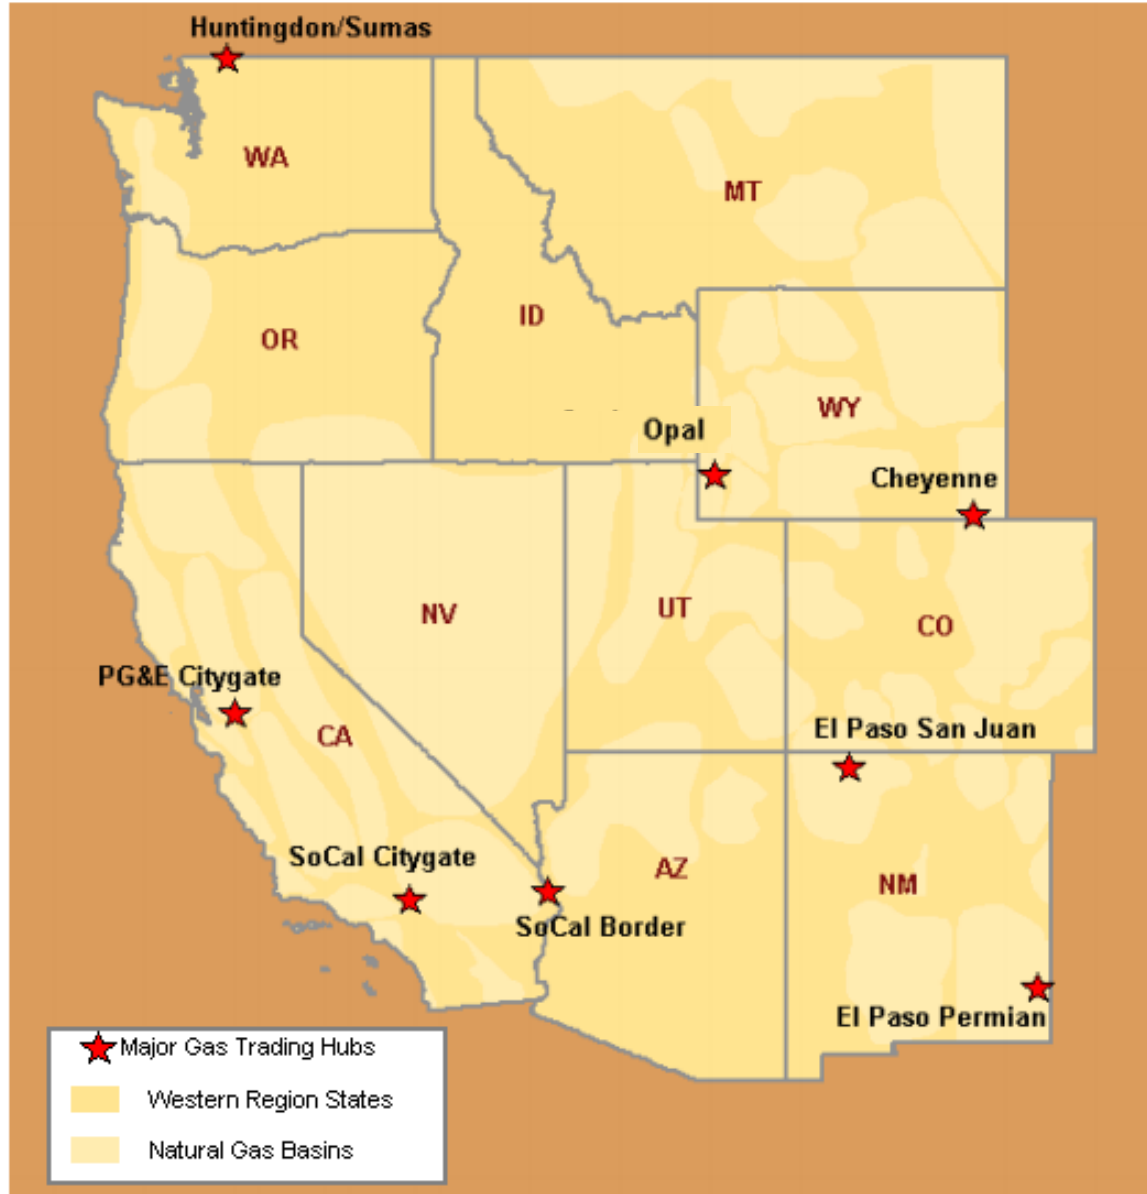 Huntingdon/Sumas
WA
MT
ID
OR
WY
Opal
Cheyenne
NV
UT
CO
PG&E Citygate
CA
El Paso San Juan
SoCal Citygate
AZ
NM
SoCal Border
El Paso Permian
Major Gas Trading Hubs
Western Region States
Natural Gas Basins